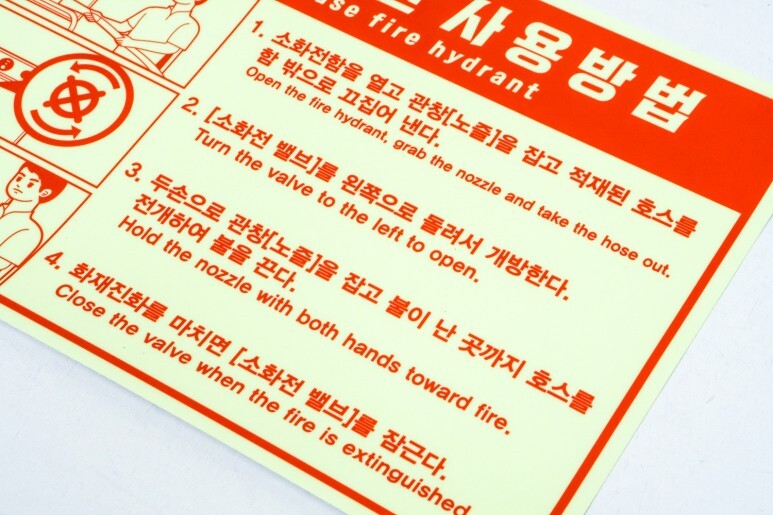 사용방법
fire hydrant
1. 소화전함을 열고 관창[노즐]을 잡고 적재된 호스를
함 밖으로 끄집어 낸다.
Open the fire hydrant, grab the nozzle and take the hose out.
2. [소화전 밸브]를 왼쪽으로 돌려서 개방한다.
Turn the valve to the left to open.
3. 두손으로 관창[노즐]을 잡고 불이 난 곳까지 호스를
전개하여 불을 끈다.
Hold the nozzle with both hands toward fire.
4. 화재진화를 마치면 [소화전 밸브]를 잠근다.
Close the valve when the fire is extinguished